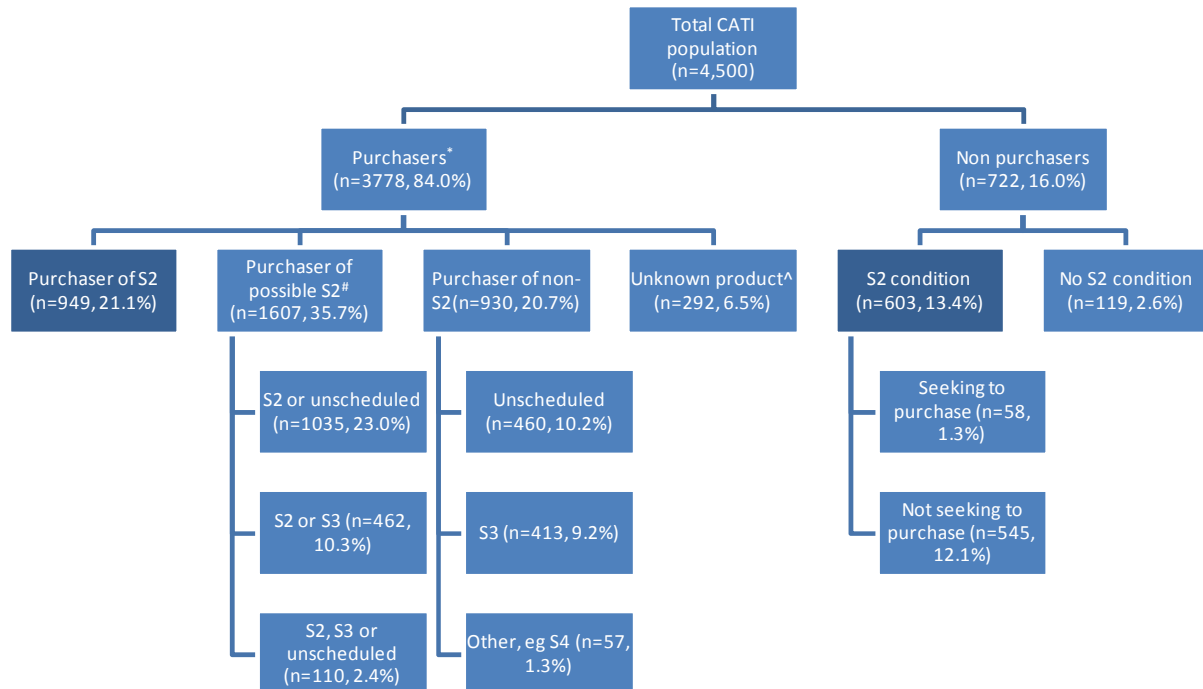 Total CATI
population
(n=4,500)
Purchasers*
(n=3778, 84.0%)
Non purchasers
(n=722, 16.0%)
Purchaser of S2
(n=949, 21.1%)
Purchaser of
possible S2#
(n=1607, 35.7%)
Purchaser of non-
S2(n=930, 20.7%)
Unknown product^
(n=292, 6.5%)
S2 condition
(n=603, 13.4%)
No S2 condition
(n=119, 2.6%)
S2 or unscheduled
(n=1035, 23.0%)
Unscheduled
(n=460, 10.2%)
Seeking to
purchase (n=58,
1.3%)
S2 or S3 (n=462,
10.3%)
S3 (n=413, 9.2%)
Not seeking to
purchase (n=545,
12.1%)
S2, S3 or
unscheduled
(n=110, 2.4%)
Other, eg S4 (n=57,
1.3%)